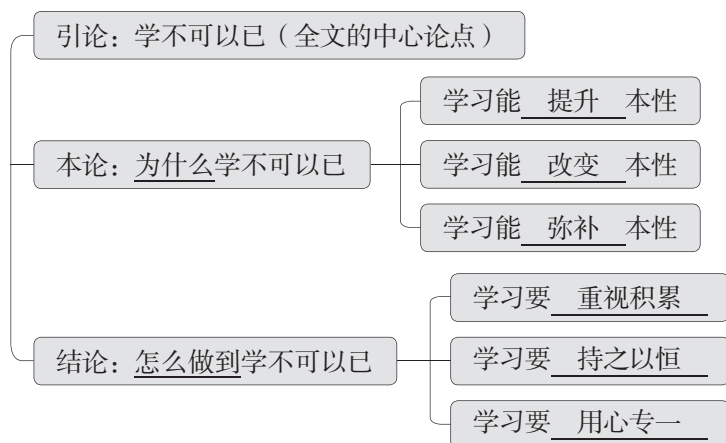 引论：学不可以已（全文的中心论点）
本论：为什么学不可以已
学习能 提升 本性
学习能 改变 本性
学习能 弥补 本性
结论：怎么做到学不可以已
学习要 重视积累
学习要 持之以恒
学习要 用心专一